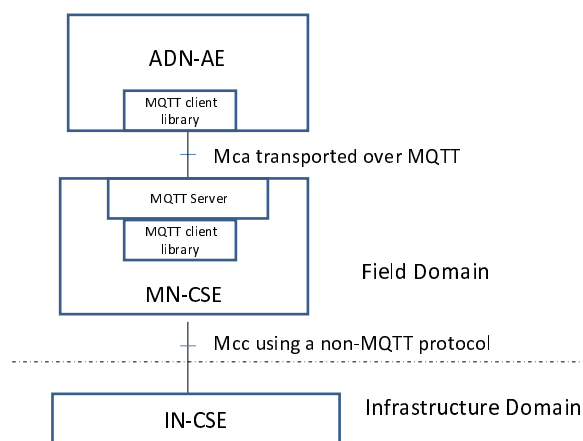 ADN-AE
MQTT client
library
Mca transported over MQTT
MQTT Server
MQTT client
library
Field Domain
MN-CSE
Mcc using a non-MQTT protocol
Infrastructure Domain
IN-CSE